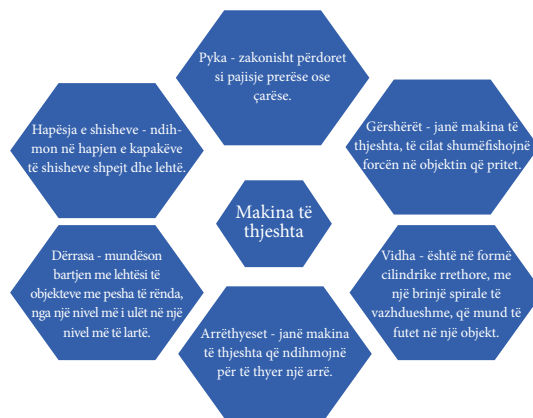 Pyka - zakonisht përdoret
si pajisje prerëse ose
çarëse.
Hapësja e shisheve - ndih-
mon në hapjen e kapakëve
të shisheve shpejt dhe lehtë.
Gërshërët - janë makina të
thjeshta, të cilat shumëfishojnë
forcën në objektin që pritet.
Makina të
thjeshta
Dërrasa - mundëson
bartjen me lehtësi të
objekteve me pesha të rënda,
nga një nivel më i ulët në një
nivel më të lartë.
Vidha - është në formë
cilindrike rrethore, me
një brinjë spirale të
vazhdueshme, që mund të
futet në një objekt.
Arrëthyeset - janë makina
të thjeshta që ndihmojnë
për të thyer një arrë.